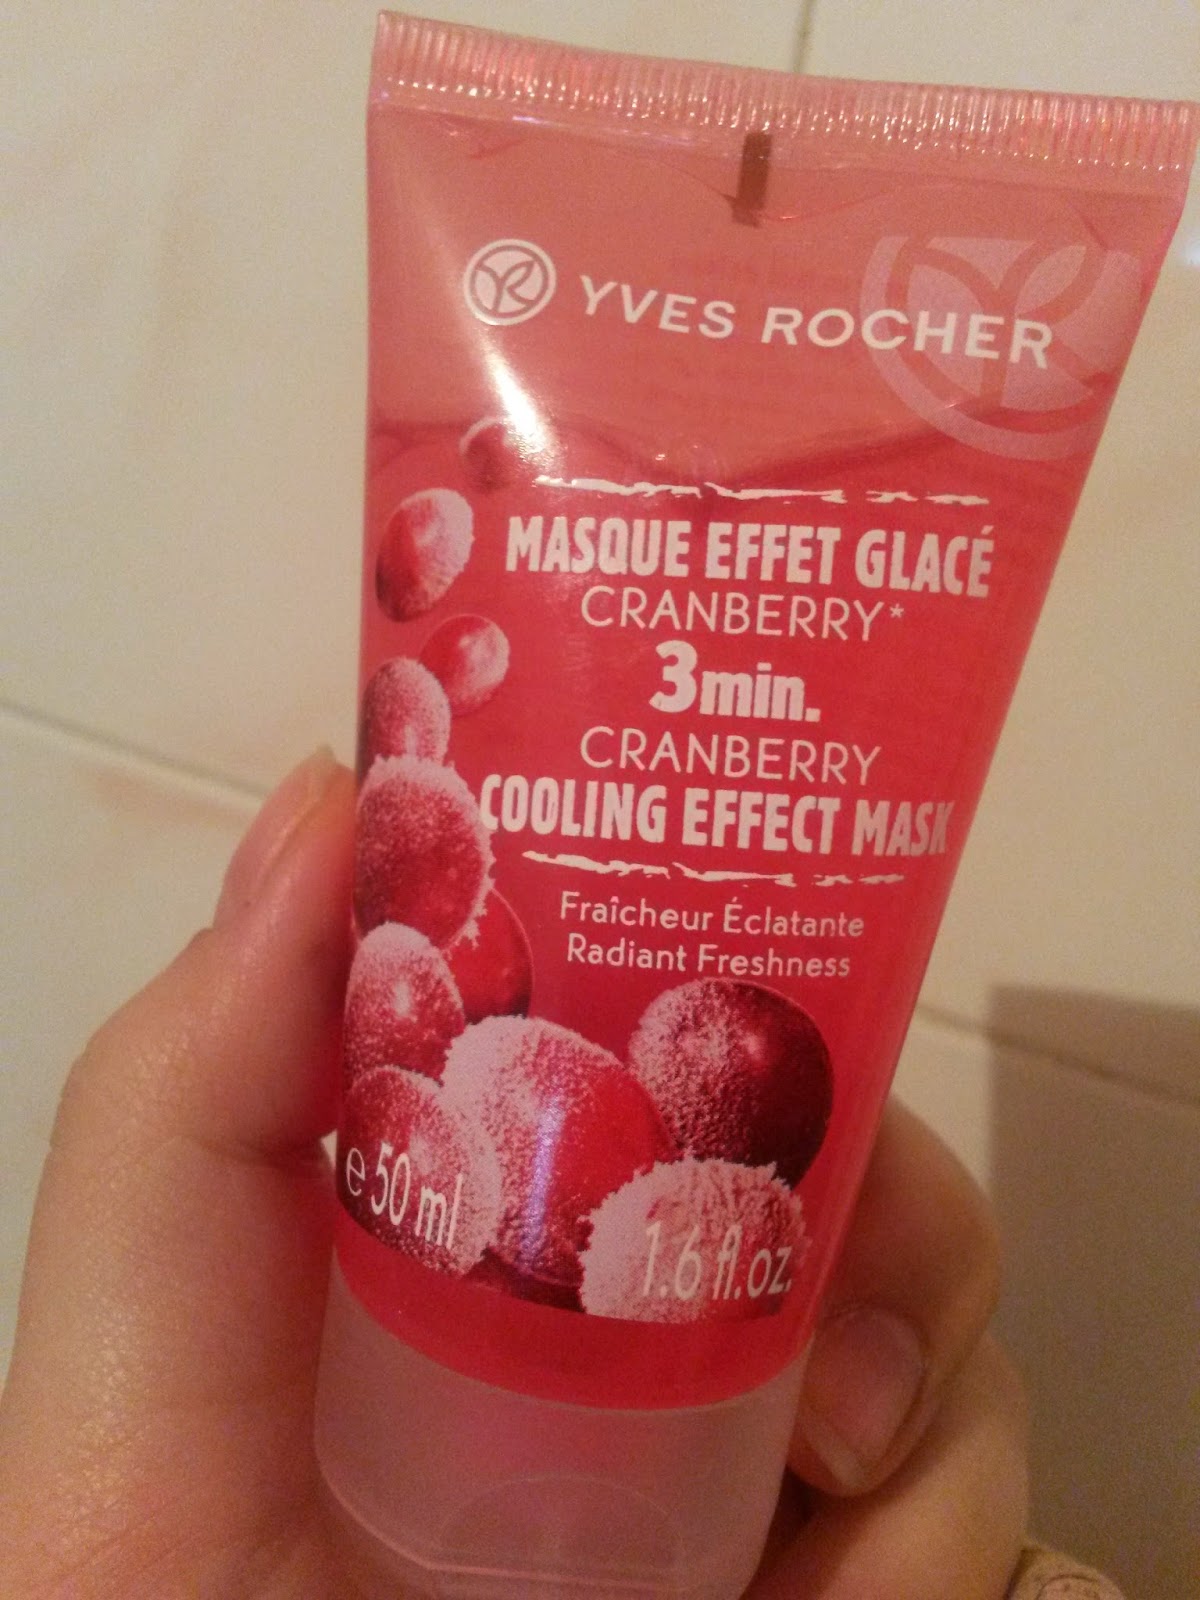 YVES ROCHER
MASQUE EFFET GLACÉ
CRANBERRY*
3min.
CRANBERRY
COOLING EFFECT MASK
Fraîcheur Éclatante
Radiant Freshness
e 50 ml 1.6 fl.oz.